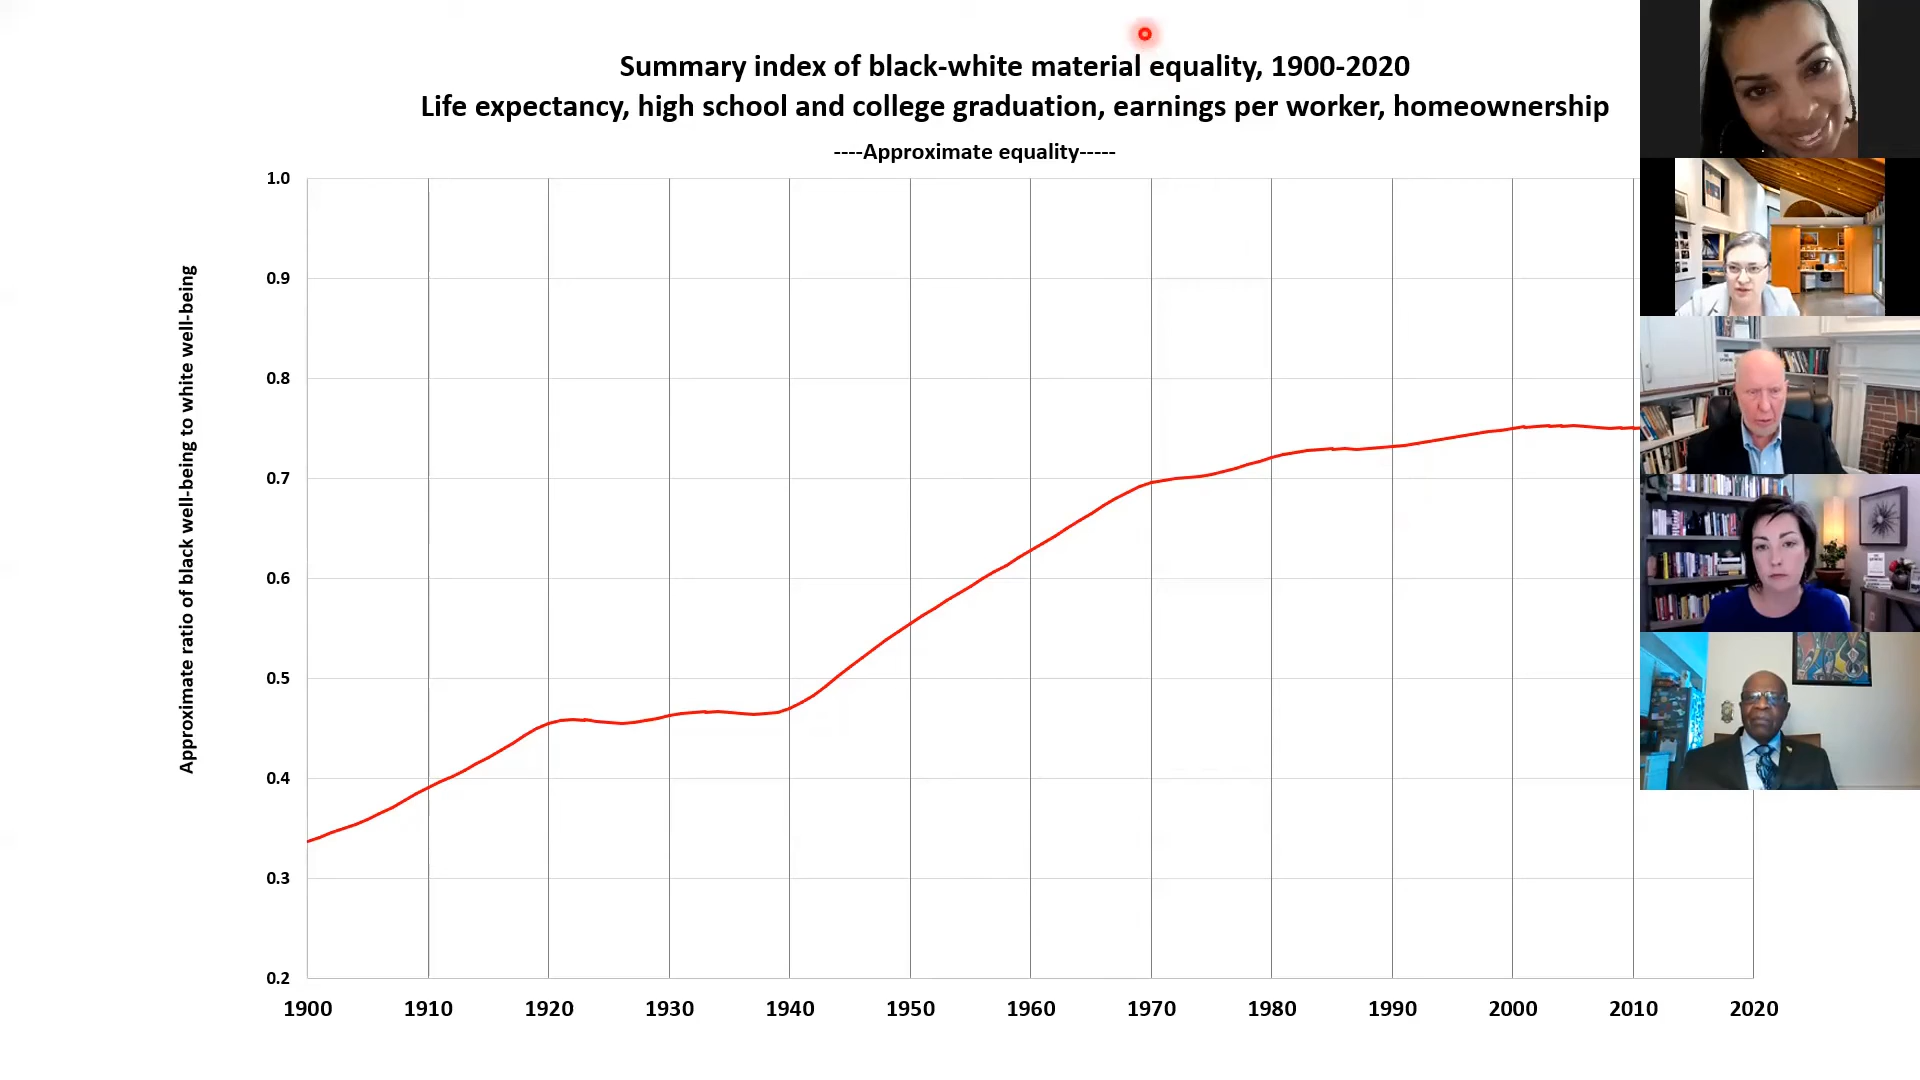 Summary index of black-white material equality, 1900-2020
Life expectancy, high school and college graduation, earnings per worker, homeownership
----Approximate equality-----
Approximate ratio of black well-being to white well-being
1.0
0.9
0.8
0.7
0.6
0.5
0.4
0.3
0.2
1900 1910 1920 1930 1940 1950 1960 1970 1980 1990 2000 2010 2020